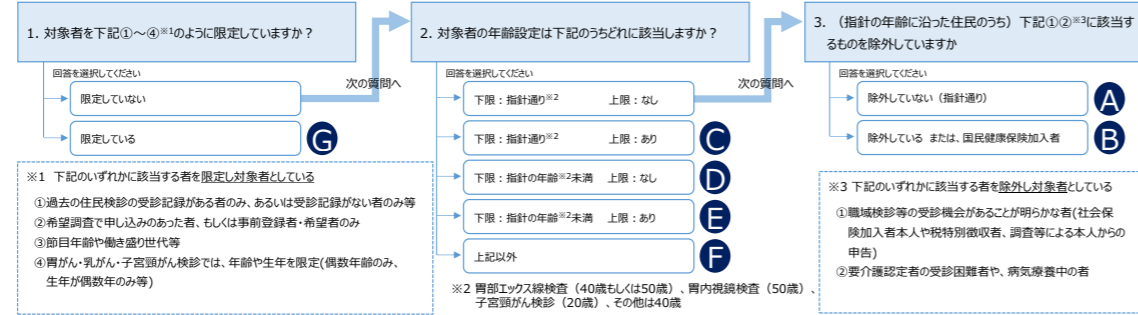 1. 対象者を下記①～④※1のように限定していますか？
回答を選択してください
限定していない
限定している
G
次の質問へ
※1 下記のいずれかに該当する者を限定し対象者としている
①過去の住民検診の受診記録がある者のみ、あるいは受診記録がない者のみ等
②希望調査で申し込みのあった者、もしくは事前登録者・希望者のみ
③節目年齢や働き盛り世代等
④胃がん・乳がん・子宮頸がん検診では、年齢や生年を限定(偶数年齢のみ、
生年が偶数年のみ等)
2. 対象者の年齢設定は下記のうちどれに該当しますか？
回答を選択してください
下限：指針通り※2 上限：なし
下限：指針通り※2 上限：あり
C
下限：指針の年齢※2未満 上限：なし
D
下限：指針の年齢※2未満 上限：あり
E
上記以外
F
次の質問へ
※2 胃部エックス線検査（40歳もしくは50歳）、胃内視鏡検査（50歳）、
子宮頸がん検診（20歳）、その他は40歳
3. （指針の年齢に沿った住民のうち）下記①②※3に該当す
るものを除外していますか
回答を選択してください
除外していない（指針通り）
A
除外している または、国民健康保険加入者
B
※3 下記のいずれかに該当する者を除外し対象者としている
①職域検診等の受診機会があることが明らかな者(社会保
険加入者本人や税特別徴収者、調査等による本人からの
申告)
②要介護認定者の受診困難者や、病気療養中の者